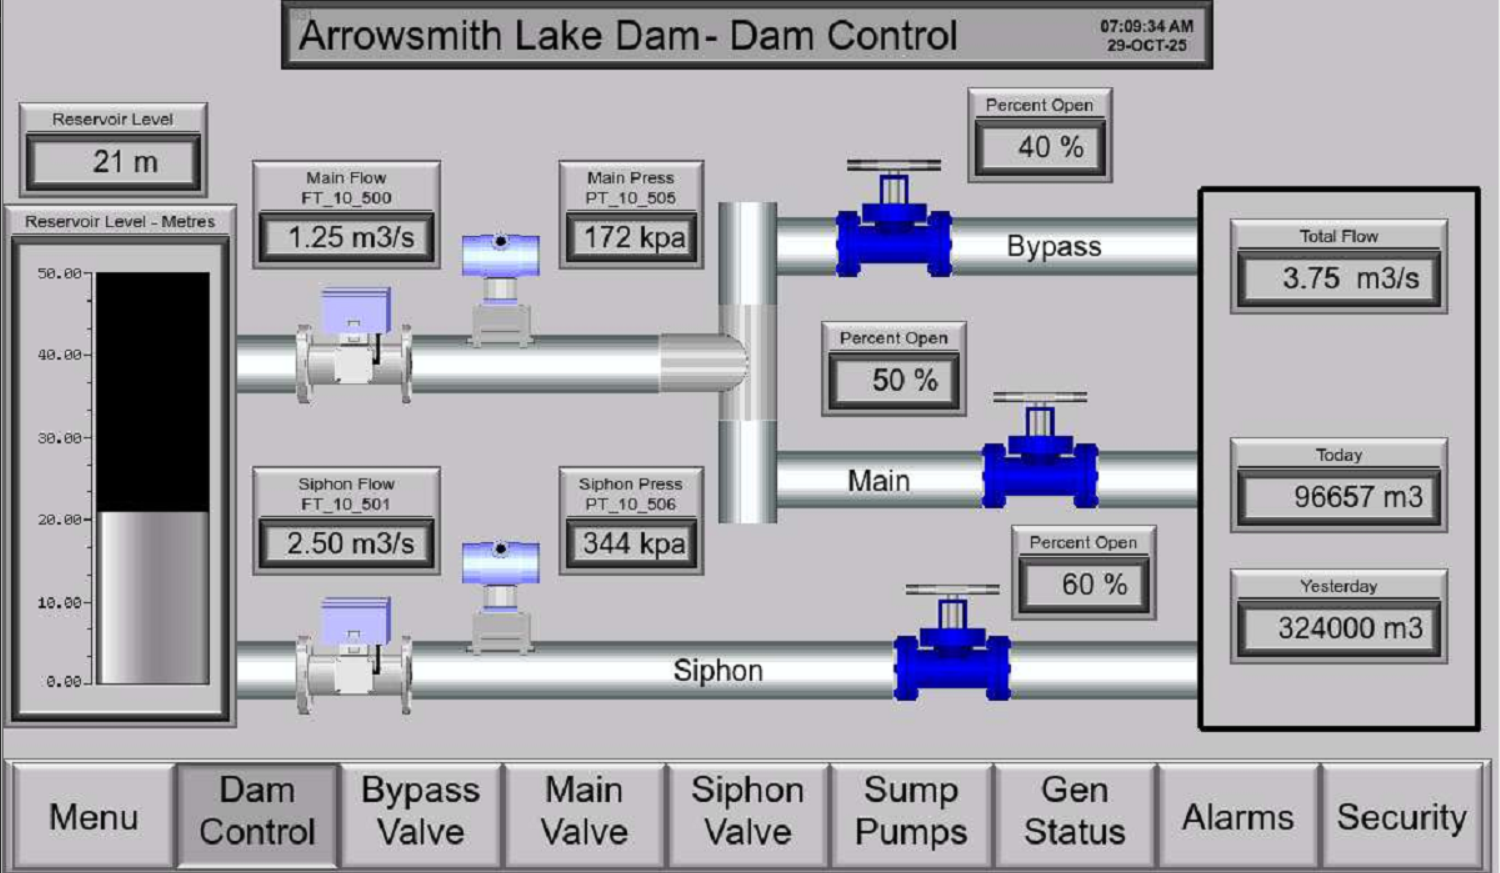 Arrowsmith Lake Dam- Dam Control
07:09:34 AM
29-OCT-25
Reservoir Level
21 m
Reservoir Level - Metres
50.00
40.00
30.00
20.00
10.00
0.00
Main Flow
FT_10_500
1.25 m3/s
Main Press
PT_10_505
172 kpa
Percent Open
40 %
Bypass
Percent Open
50 %
Main
Siphon Flow
FT_10_501
2.50 m3/s
Siphon Press
PT_10_506
344 kpa
Percent Open
60 %
Siphon
Total Flow
3.75 m3/s
Today
96657 m3
Yesterday
324000 m3
Menu
Dam
Control
Bypass
Valve
Main
Valve
Siphon
Valve
Sump
Pumps
Gen
Status
Alarms
Security